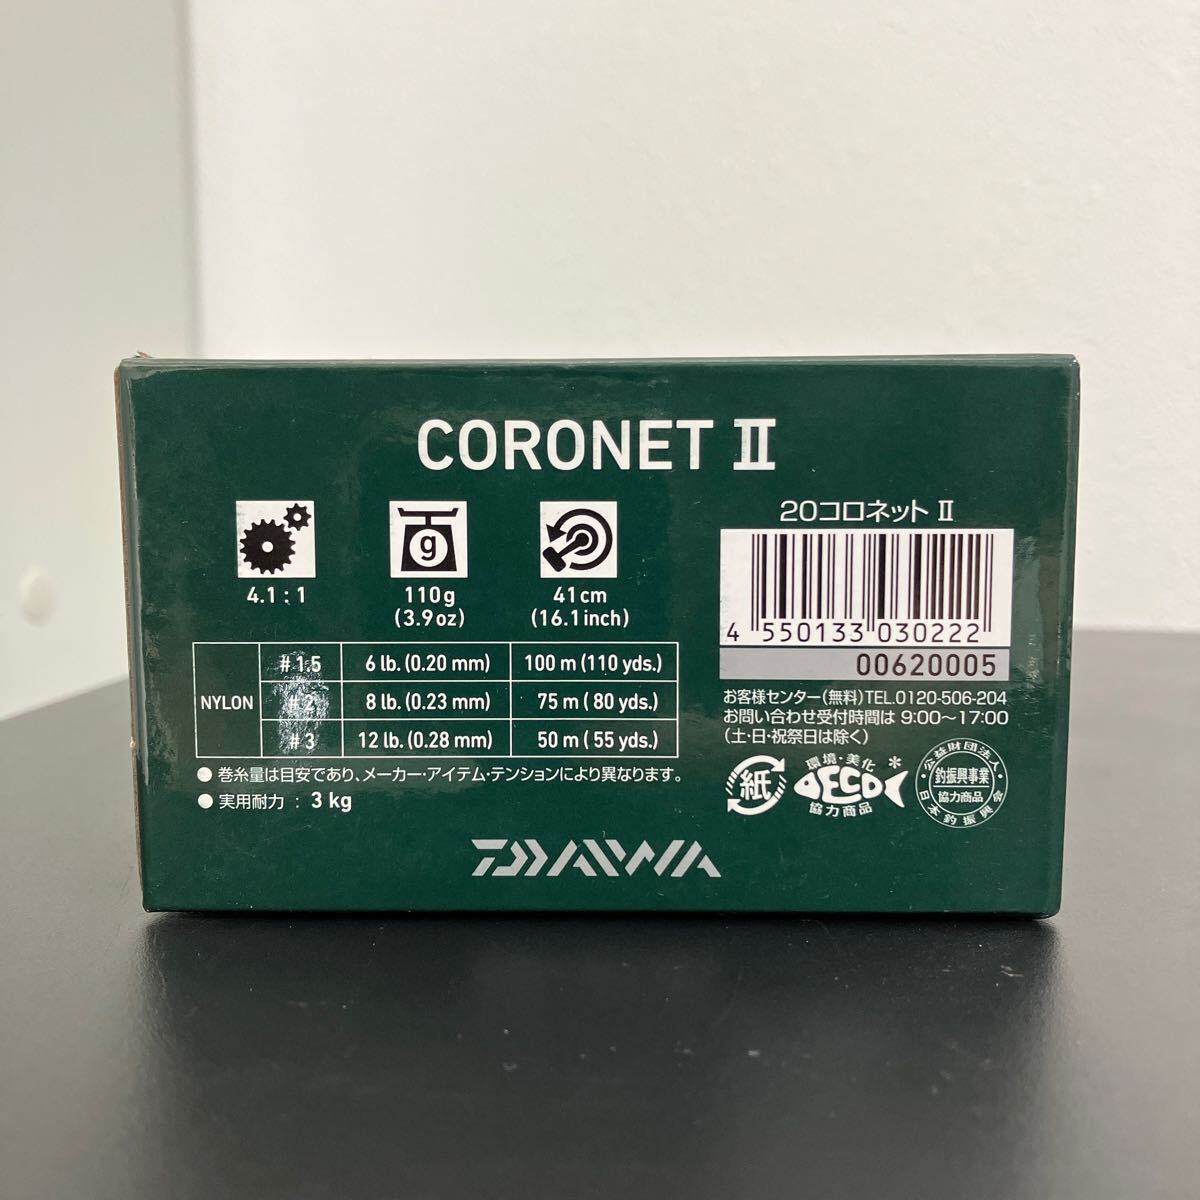 CORONET II
g
4.1 : 1
110g
(3.9 oz)
41cm
(16.1 inch)
NYLON
# 1.5 6 lb. (0.20 mm) 100 m (110 yds.)
# 2 8 lb. (0.23 mm) 75 m ( 80 yds.)
# 3 12 lb. (0.28 mm) 50 m ( 55 yds.)
● 巻糸量は目安であり、メーカー・アイテム・テンションにより異なります。
● 実用耐力 : 3 kg
20コロネット II
4 550133 030222
00620005
お客様センター(無料)TEL.0120-506-204
お問い合わせ受付時間は 9:00〜17:00
(土・日・祝祭日は除く)
紙
環境・美化
ECO
協力商品
公益財団法人
釣振興事業
協力商品
日本釣振興会
DAIWA